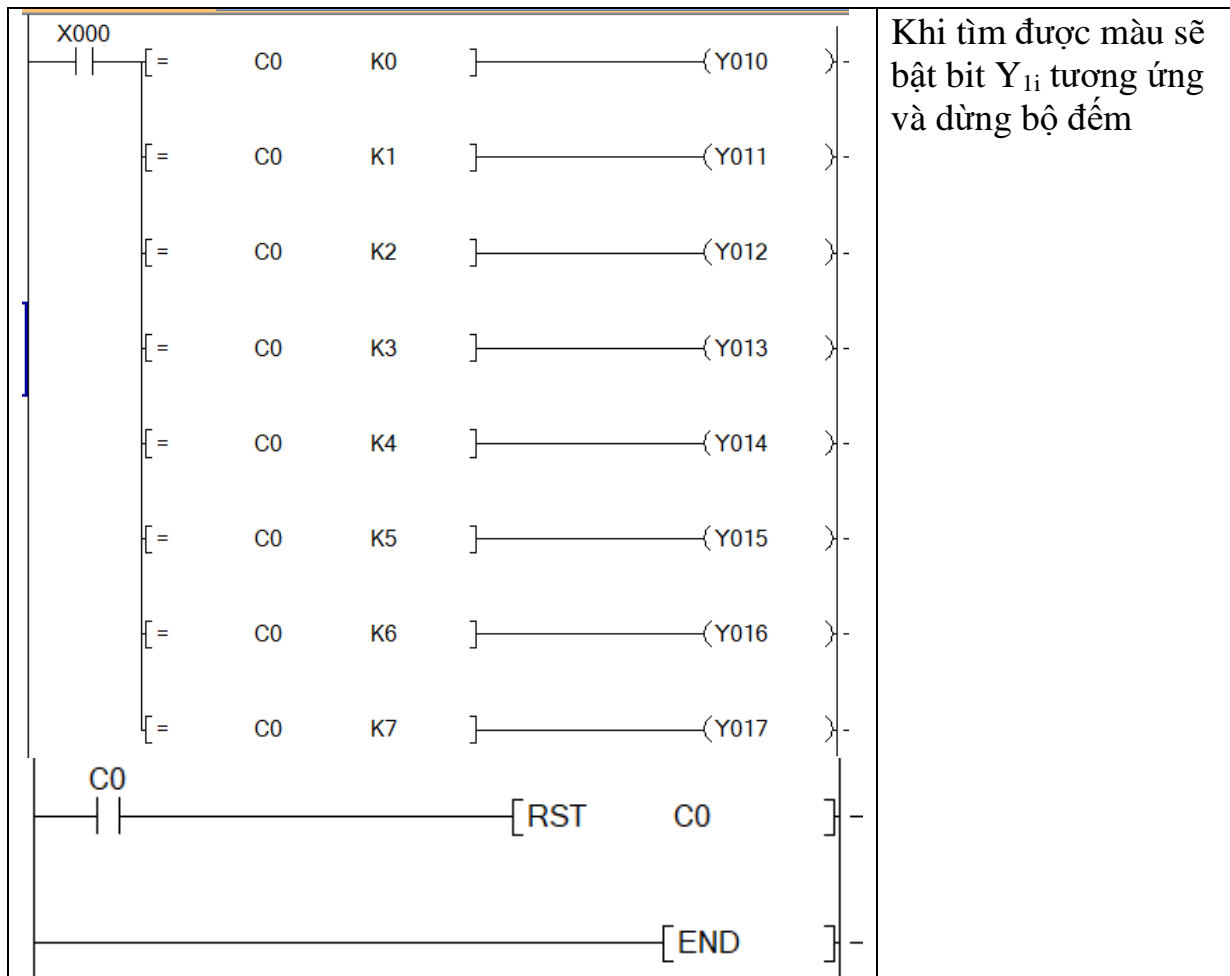 X000
[= C0 K0 ] (Y010 )
[= C0 K1 ] (Y011 )
[= C0 K2 ] (Y012 )
[= C0 K3 ] (Y013 )
[= C0 K4 ] (Y014 )
[= C0 K5 ] (Y015 )
[= C0 K6 ] (Y016 )
[= C0 K7 ] (Y017 )
C0
[RST C0 ]
[END ]
Khi tìm được màu sẽ
bật bit Y1i tương ứng
và dừng bộ đếm